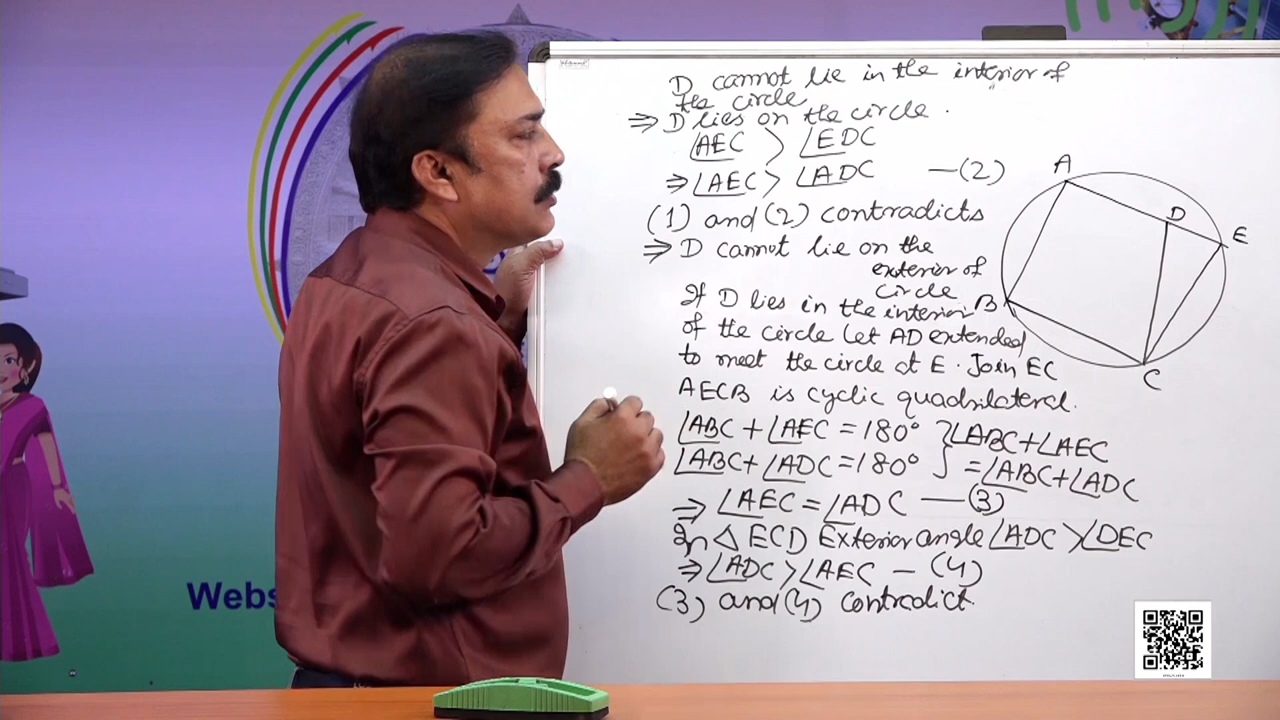 D cannot lie in the interior of
the circle
⇒ D lies on the circle.
∠AEC > ∠EDC
⇒ ∠AEC > ∠ADC —(2)
(1) and (2) contradicts
⇒ D cannot lie on the
exterior of
circle
If D lies in the interior
of the circle Let AD extended
to meet the circle at E. Join EC
AECB is cyclic quadrilateral.
∠ABC + ∠AEC = 180° } ∠ABC + ∠AEC
∠ABC + ∠ADC = 180° } = ∠ABC + ∠ADC
⇒ ∠AEC = ∠ADC —(3)
In △ ECD Exterior angle ∠ADC > ∠DEC
⇒ ∠ADC > ∠AEC —(4)
(3) and (4) contradict.
A
D
E
B
C
Webs